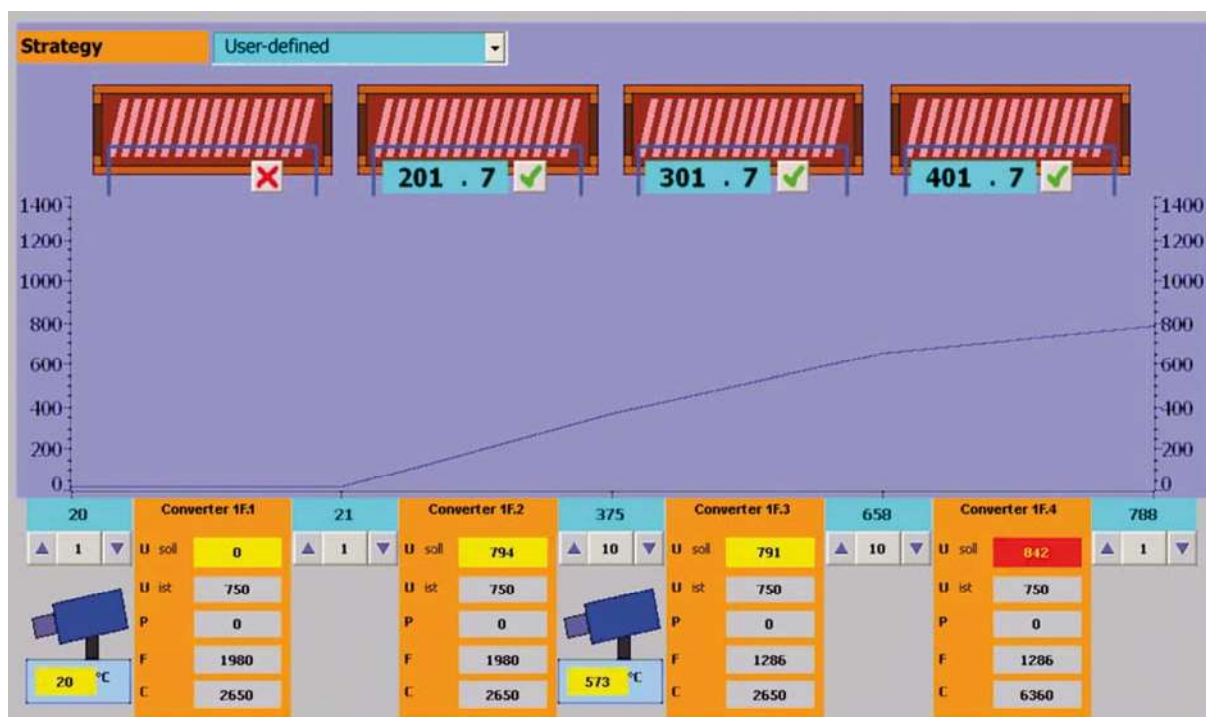 Strategy User-defined
201 . 7 301 . 7 401 . 7
1400 1400
1200 1200
1000 1000
800 800
600 600
400 400
200 200
0 0
20 Converter 1F.1 21 Converter 1F.2 375 Converter 1F.3 658 Converter 1F.4 788
1 U soll 0 1 U soll 794 10 U soll 791 10 U soll 842 1
U ist 750 U ist 750 U ist 750 U ist 750
P 0 P 0 P 0 P 0
F 1980 F 1980 F 1286 F 1286
20 °C 573 °C
C 2650 C 2650 C 2650 C 6360